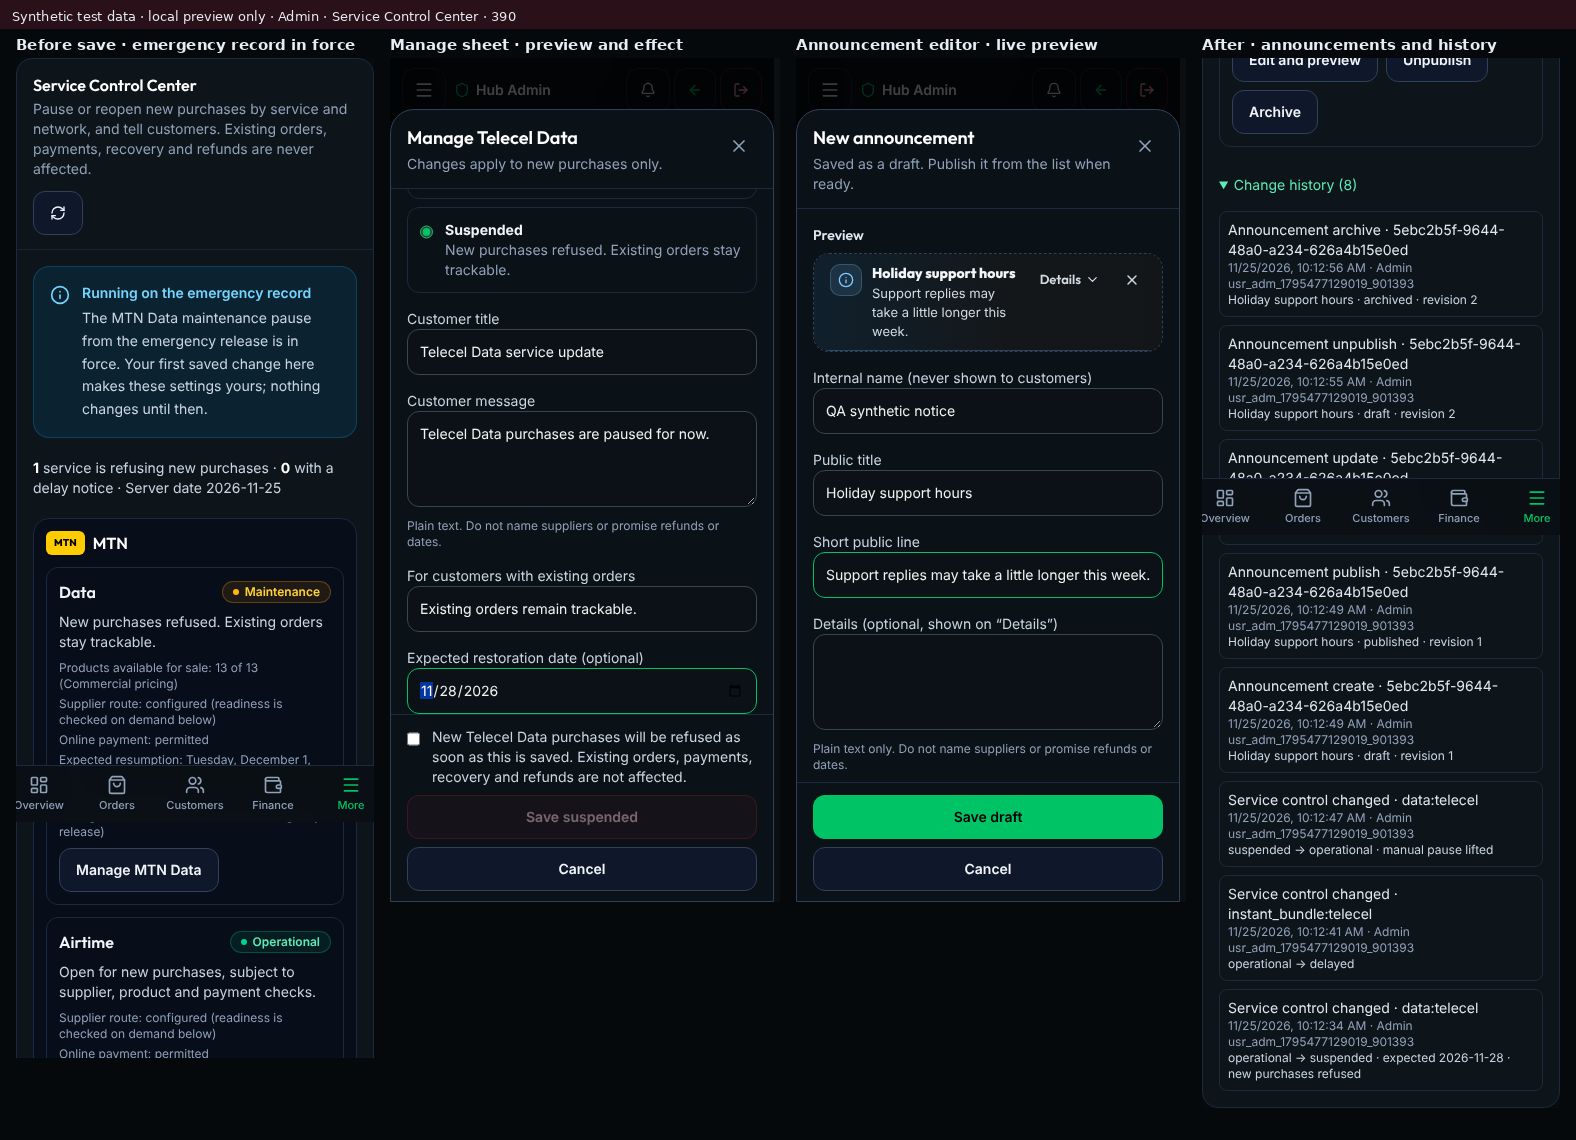 Synthetic test data · local preview only · Admin · Service Control Center · 390
Before save · emergency record in force
Service Control Center
Pause or reopen new purchases by service and
network, and tell customers. Existing orders,
payments, recovery and refunds are never
affected.
Running on the emergency record
The MTN Data maintenance pause
from the emergency release is in
force. Your first saved change here
makes these settings yours; nothing
changes until then.
1 service is refusing new purchases · 0 with a
delay notice · Server date 2026-11-25
MTN MTN
Data Maintenance
New purchases refused. Existing orders
stay trackable.
Products available for sale: 13 of 13
(Commercial pricing)
Supplier route: configured (readiness is
checked on demand below)
Online payment: permitted
Expected resumption: Tuesday, December 1,
Overview Orders Customers Finance More
release)
Manage MTN Data
Airtime Operational
Open for new purchases, subject to
supplier, product and payment checks.
Supplier route: configured (readiness is
checked on demand below)
Online payment: permitted
Manage sheet · preview and effect
Hub Admin
Manage Telecel Data
Changes apply to new purchases only.
Suspended
New purchases refused. Existing orders stay
trackable.
Customer title
Telecel Data service update
Customer message
Telecel Data purchases are paused for now.
Plain text. Do not name suppliers or promise refunds or
dates.
For customers with existing orders
Existing orders remain trackable.
Expected restoration date (optional)
11/28/2026
New Telecel Data purchases will be refused as
soon as this is saved. Existing orders, payments,
recovery and refunds are not affected.
Save suspended
Cancel
Announcement editor · live preview
Hub Admin
New announcement
Saved as a draft. Publish it from the list when
ready.
Preview
Holiday support hours Details
Support replies may
take a little longer this
week.
Internal name (never shown to customers)
QA synthetic notice
Public title
Holiday support hours
Short public line
Support replies may take a little longer this week.
Details (optional, shown on “Details”)
Plain text only. Do not name suppliers or promise refunds or
dates.
Save draft
Cancel
After · announcements and history
Edit and preview Unpublish
Archive
Change history (8)
Announcement archive · 5ebc2b5f-9644-
48a0-a234-626a4b15e0ed
11/25/2026, 10:12:56 AM · Admin
usr_adm_1795477129019_901393
Holiday support hours · archived · revision 2
Announcement unpublish · 5ebc2b5f-9644-
48a0-a234-626a4b15e0ed
11/25/2026, 10:12:55 AM · Admin
usr_adm_1795477129019_901393
Holiday support hours · draft · revision 2
Announcement update · 5ebc2b5f-9644-
48a0-a234-626a4b15e0ed
Overview Orders Customers Finance More
Announcement publish · 5ebc2b5f-9644-
48a0-a234-626a4b15e0ed
11/25/2026, 10:12:49 AM · Admin
usr_adm_1795477129019_901393
Holiday support hours · published · revision 1
Announcement create · 5ebc2b5f-9644-
48a0-a234-626a4b15e0ed
11/25/2026, 10:12:49 AM · Admin
usr_adm_1795477129019_901393
Holiday support hours · draft · revision 1
Service control changed · data:telecel
11/25/2026, 10:12:47 AM · Admin
usr_adm_1795477129019_901393
suspended → operational · manual pause lifted
Service control changed ·
instant_bundle:telecel
11/25/2026, 10:12:41 AM · Admin
usr_adm_1795477129019_901393
operational → delayed
Service control changed · data:telecel
11/25/2026, 10:12:34 AM · Admin
usr_adm_1795477129019_901393
operational → suspended · expected 2026-11-28 ·
new purchases refused